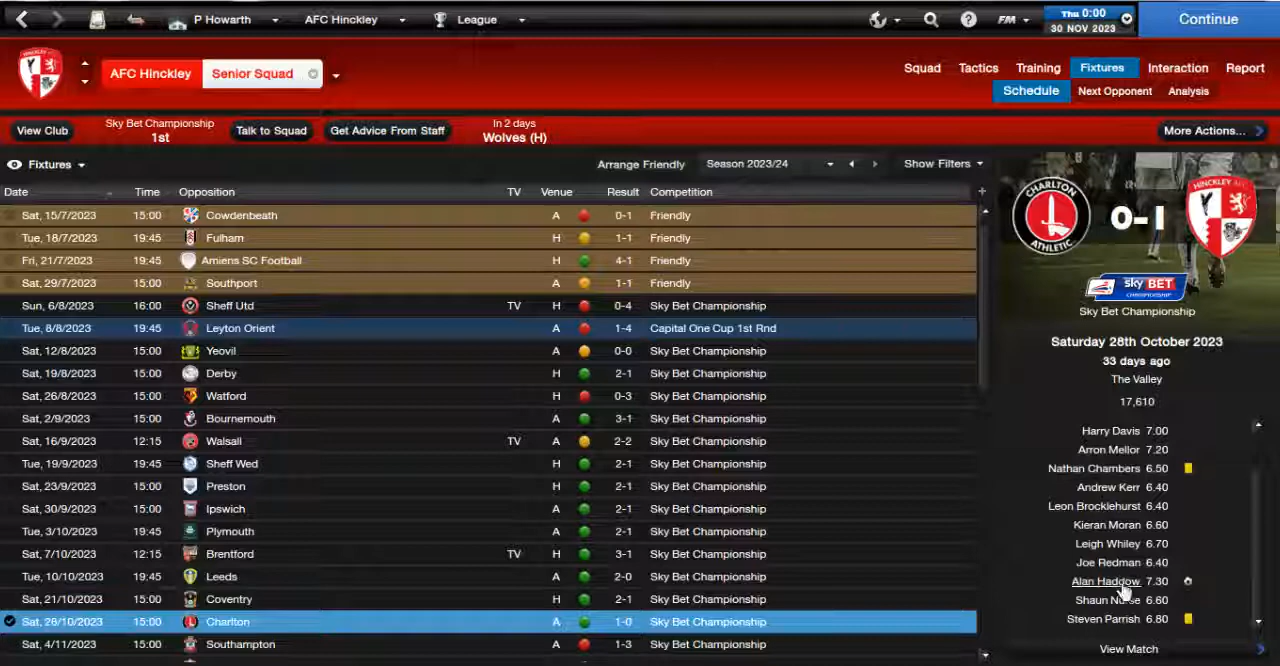 P Howarth AFC Hinckley League FM Thu 0:00 30 NOV 2023 Continue
AFC Hinckley Senior Squad Squad Tactics Training Fixtures Interaction Report
Schedule Next Opponent Analysis
View Club Sky Bet Championship 1st Talk to Squad Get Advice From Staff In 2 days Wolves (H) More Actions...
Fixtures Arrange Friendly Season 2023/24 Show Filters
Date Time Opposition TV Venue Result Competition
Sat, 15/7/2023 15:00 Cowdenbeath A 0-1 Friendly
Tue, 18/7/2023 19:45 Fulham H 1-1 Friendly
Fri, 21/7/2023 19:45 Amiens SC Football H 4-1 Friendly
Sat, 29/7/2023 15:00 Southport A 1-1 Friendly
Sun, 6/8/2023 16:00 Sheff Utd TV H 0-4 Sky Bet Championship
Tue, 8/8/2023 19:45 Leyton Orient A 1-4 Capital One Cup 1st Rnd
Sat, 12/8/2023 15:00 Yeovil A 0-0 Sky Bet Championship
Sat, 19/8/2023 15:00 Derby H 2-1 Sky Bet Championship
Sat, 26/8/2023 15:00 Watford H 0-3 Sky Bet Championship
Sat, 2/9/2023 15:00 Bournemouth A 3-1 Sky Bet Championship
Sat, 16/9/2023 12:15 Walsall TV A 2-2 Sky Bet Championship
Tue, 19/9/2023 19:45 Sheff Wed H 2-1 Sky Bet Championship
Sat, 23/9/2023 15:00 Preston H 2-1 Sky Bet Championship
Sat, 30/9/2023 15:00 Ipswich A 2-1 Sky Bet Championship
Tue, 3/10/2023 19:45 Plymouth A 2-1 Sky Bet Championship
Sat, 7/10/2023 12:15 Brentford TV H 3-1 Sky Bet Championship
Tue, 10/10/2023 19:45 Leeds A 2-0 Sky Bet Championship
Sat, 21/10/2023 15:00 Coventry H 2-1 Sky Bet Championship
Sat, 28/10/2023 15:00 Charlton A 1-0 Sky Bet Championship
Sat, 4/11/2023 15:00 Southampton A 1-3 Sky Bet Championship
CHARLTON ATHLETIC 0-1 HINCKLEY AFC
sky BET CHAMPIONSHIP
Sky Bet Championship
Saturday 28th October 2023
33 days ago
The Valley
17,610
Harry Davis 7.00
Arron Mellor 7.20
Nathan Chambers 6.50
Andrew Kerr 6.40
Leon Brocklehurst 6.40
Kieran Moran 6.60
Leigh Whiley 6.70
Joe Redman 6.40
Alan Haddow 7.30
Shaun 6.60
Steven Parrish 6.80
View Match